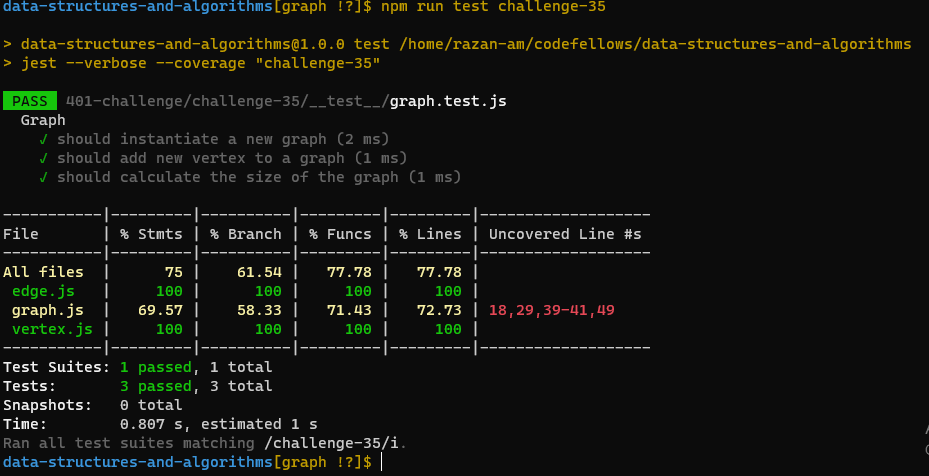 data-structures-and-algorithms[graph !?]$ npm run test challenge-35
> data-structures-and-algorithms@1.0.0 test /home/razan-am/codefellows/data-structures-and-algorithms
> jest --verbose --coverage "challenge-35"
PASS 401-challenge/challenge-35/__test__/graph.test.js
Graph
✓ should instantiate a new graph (2 ms)
✓ should add new vertex to a graph (1 ms)
✓ should calculate the size of the graph (1 ms)
-----------|---------|----------|---------|---------|-------------------
File       | % Stmts | % Branch | % Funcs | % Lines | Uncovered Line #s
-----------|---------|----------|---------|---------|-------------------
All files  |      75 |    61.54 |   77.78 |   77.78 |
 edge.js   |     100 |      100 |     100 |     100 |
 graph.js  |   69.57 |    58.33 |   71.43 |   72.73 | 18,29,39-41,49
 vertex.js |     100 |      100 |     100 |     100 |
-----------|---------|----------|---------|---------|-------------------
Test Suites: 1 passed, 1 total
Tests:       3 passed, 3 total
Snapshots:   0 total
Time:        0.807 s, estimated 1 s
Ran all test suites matching /challenge-35/i.
data-structures-and-algorithms[graph !?]$